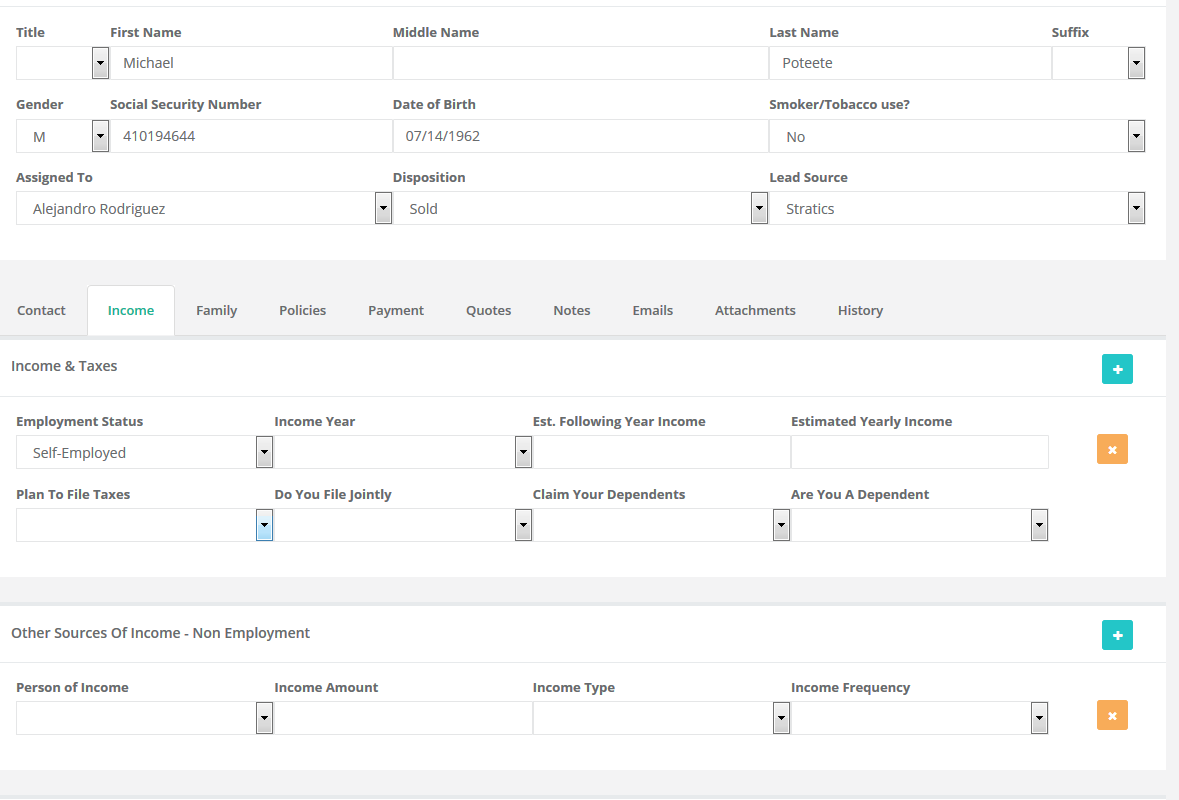 Title First Name Middle Name Last Name Suffix
Michael Poteete
Gender Social Security Number Date of Birth Smoker/Tobacco use?
M 410194644 07/14/1962 No
Assigned To Disposition Lead Source
Alejandro Rodriguez Sold Stratics
Contact Income Family Policies Payment Quotes Notes Emails Attachments History
Income & Taxes
Employment Status Income Year Est. Following Year Income Estimated Yearly Income
Self-Employed
Plan To File Taxes Do You File Jointly Claim Your Dependents Are You A Dependent
Other Sources Of Income - Non Employment
Person of Income Income Amount Income Type Income Frequency